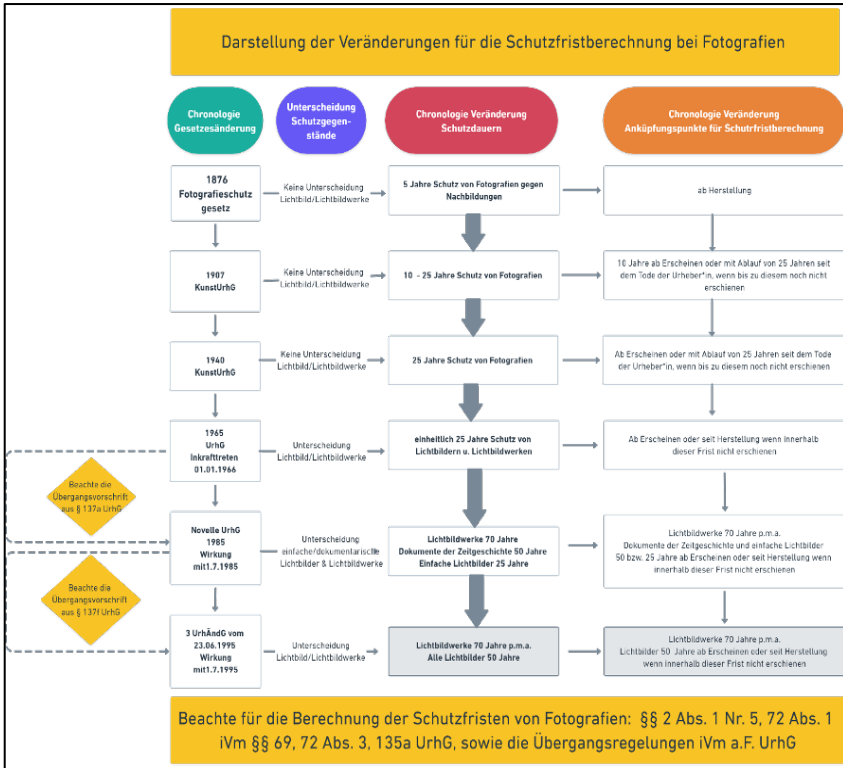 Darstellung der Veränderungen für die Schutzfristberechnung bei Fotografien
Chronologie
Gesetzesänderung
Unterscheidung
Schutzgegen-
stände
Chronologie Veränderung
Schutzdauern
Chronologie Veränderung
Anküpfungspunkte für Schutrfristberechnung
1876
Fotografieschutz
gesetz
Keine Unterscheidung
Lichtbild/Lichtbildwerke
5 Jahre Schutz von Fotografien gegen
Nachbildungen
ab Herstellung
1907
KunstUrhG
Keine Unterscheidung
Lichtbild/Lichtbildwerke
10 - 25 Jahre Schutz von Fotografien
10 Jahre ab Erscheinen oder mit Ablauf von 25 Jahren seit
dem Tode der Urheber*in, wenn bis zu diesem noch nicht
erschienen
1940
KunstUrhG
Keine Unterscheidung
Lichtbild/Lichtbildwerke
25 Jahre Schutz von Fotografien
Ab Erscheinen oder mit Ablauf von 25 Jahren seit dem Tode
der Urheber*in, wenn bis zu diesem noch nicht erschienen
1965
UrhG
Inkrafttreten
01.01.1966
Unterscheidung
Lichtbild/Lichtbildwerke
einheitlich 25 Jahre Schutz von
Lichtbildern u. Lichtbildwerken
Ab Erscheinen oder seit Herstellung wenn innerhalb
dieser Frist nicht erschienen
Beachte die
Übergangsvorschrift
aus § 137a UrhG
Novelle UrhG
1985
Wirkung
mit1.7.1985
Unterscheidung
einfache/dokumentarische
Lichtbilder & Lichtbildwerke
Lichtbildwerke 70 Jahre
Dokumente der Zeitgeschichte 50 Jahre
Einfache Lichtbilder 25 Jahre
Lichtbildwerke 70 Jahre p.m.a.
Dokumente der Zeitgeschichte und einfache Lichtbilder
50 bzw. 25 Jahre ab Erscheinen oder seit Herstellung wenn
innerhalb dieser Frist nicht erschienen
Beachte die
Übergangsvorschrift
aus § 137f UrhG
3 UrhÄndG vom
23.06.1995
Wirkung
mit1.7.1995
Unterscheidung
Lichtbild/Lichtbildwerke
Lichtbildwerke 70 Jahre p.m.a.
Alle Lichtbilder 50 Jahre
Lichtbildwerke 70 Jahre p.m.a.
Lichtbilder 50 Jahre ab Erscheinen oder seit Herstellung
wenn innerhalb dieser Frist nicht erschienen
Beachte für die Berechnung der Schutzfristen von Fotografien: §§ 2 Abs. 1 Nr. 5, 72 Abs. 1
iVm §§ 69, 72 Abs. 3, 135a UrhG, sowie die Übergangsregelungen iVm a.F. UrhG